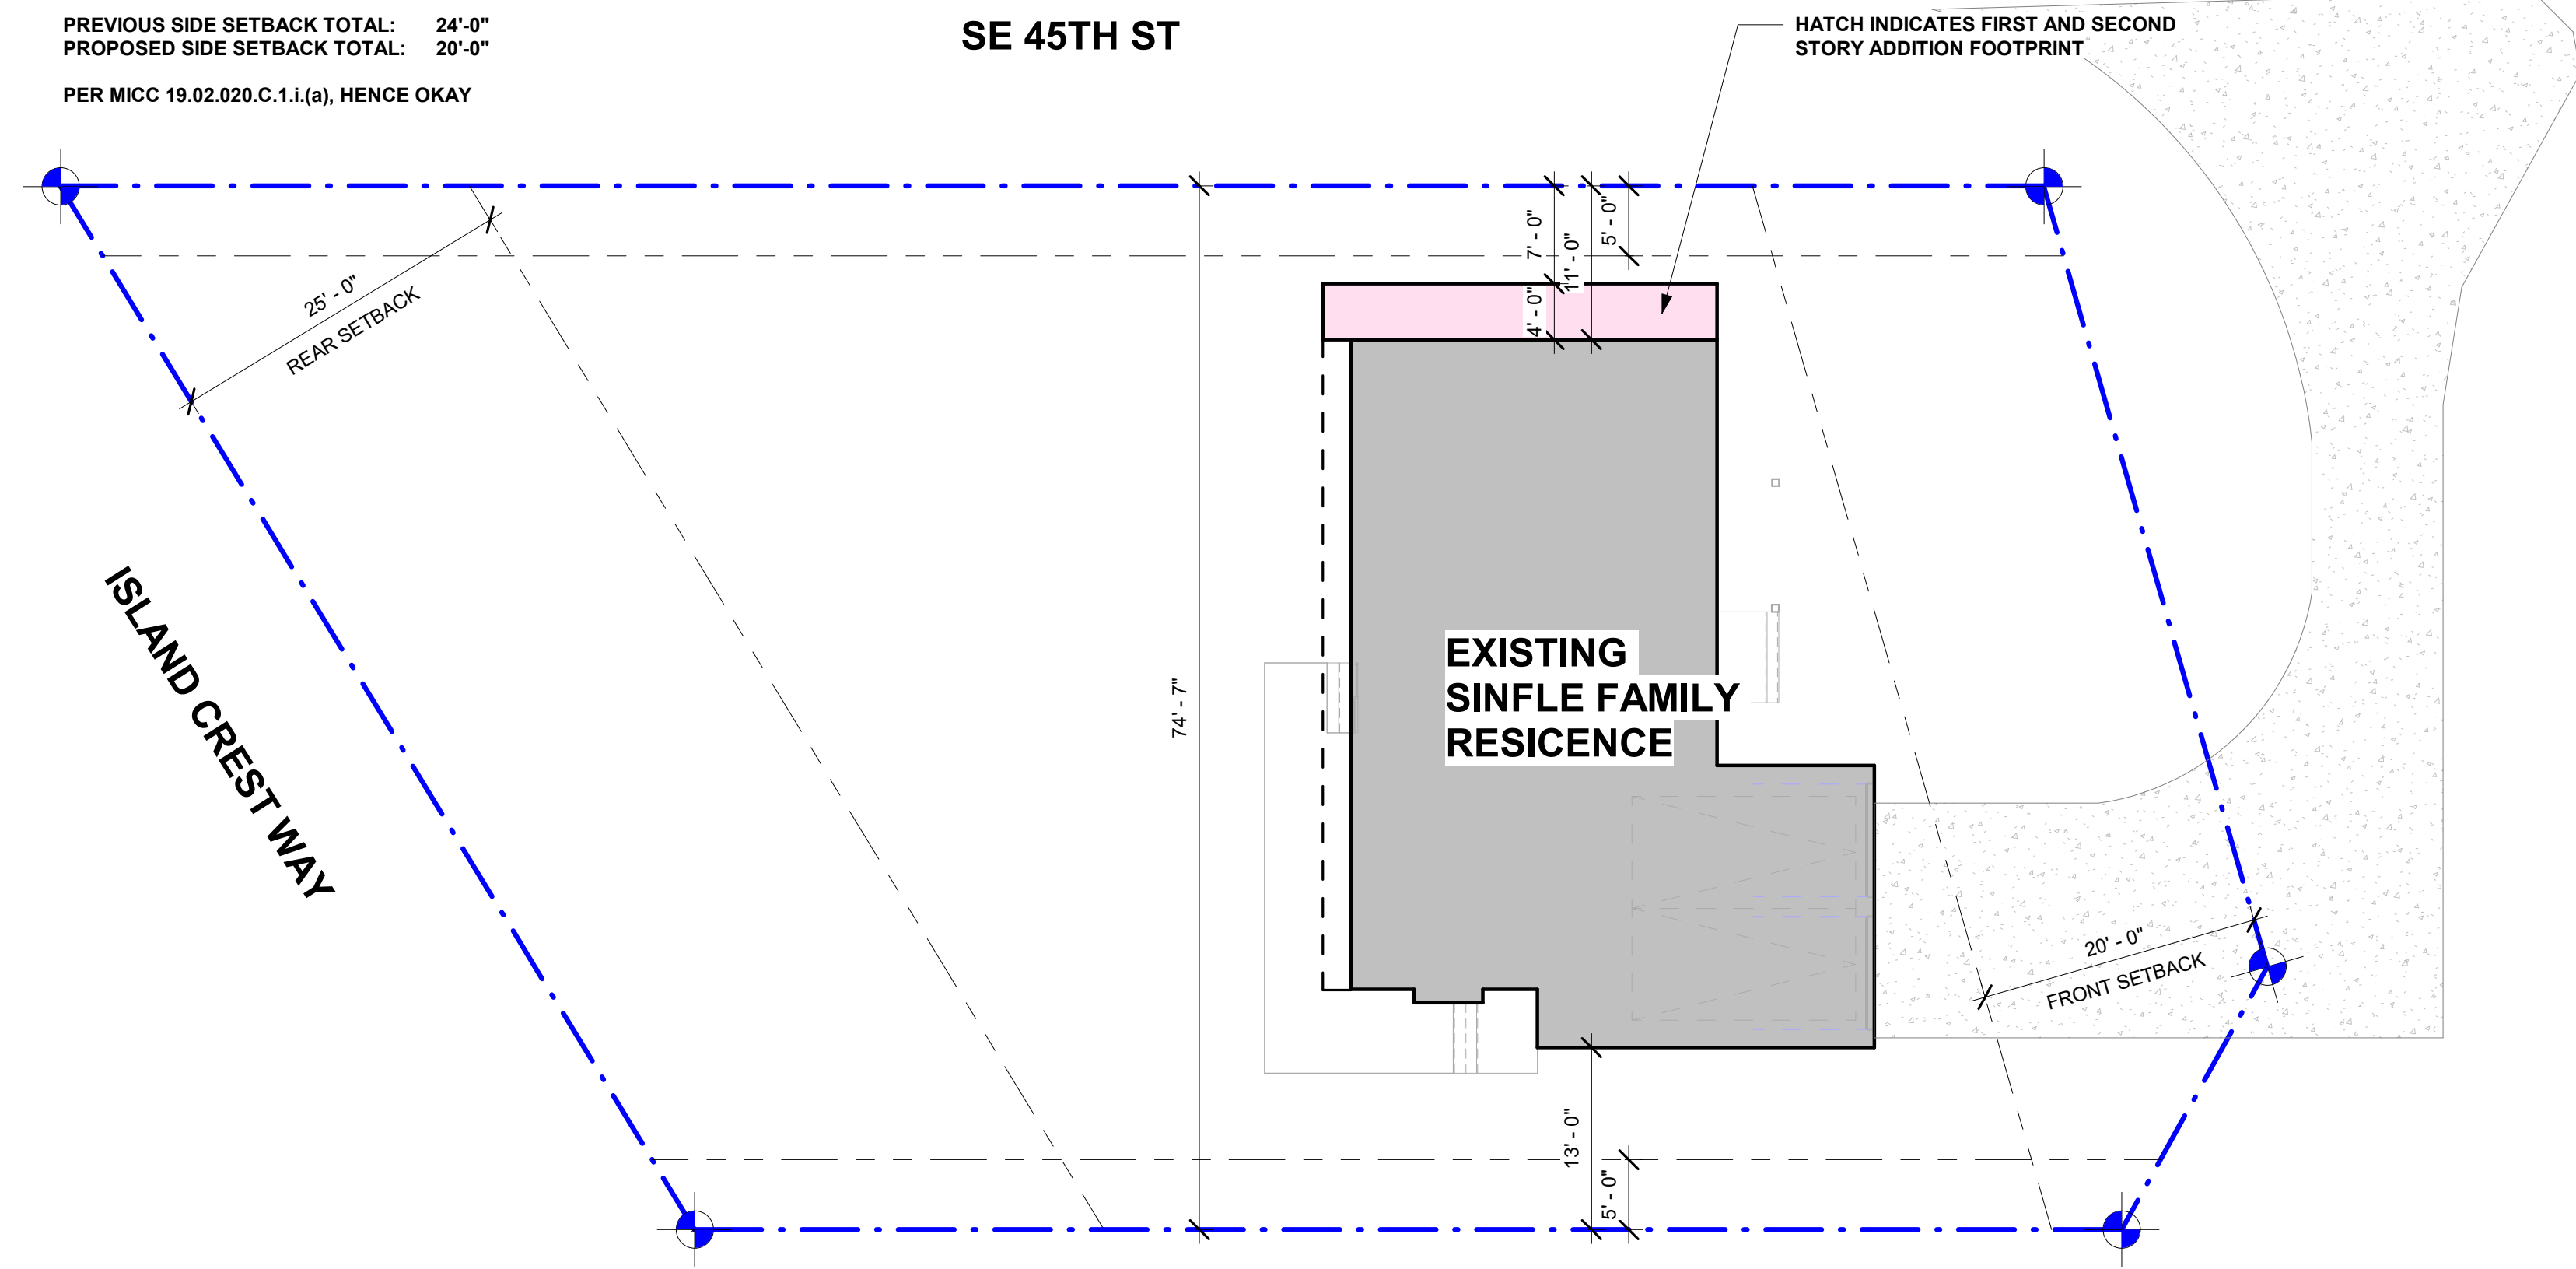 PREVIOUS SIDE SETBACK TOTAL: 24'-0"
PROPOSED SIDE SETBACK TOTAL: 20'-0"
PER MICC 19.02.020.C.1.i.(a), HENCE OKAY
SE 45TH ST
HATCH INDICATES FIRST AND SECOND
STORY ADDITION FOOTPRINT
7' - 0"
11' - 0"
5' - 0"
4' - 0"
25' - 0"
REAR SETBACK
ISLAND CREST WAY
74' - 7"
EXISTING
SINFLE FAMILY
RESICENCE
20' - 0"
FRONT SETBACK
13' - 0"
5' - 0"